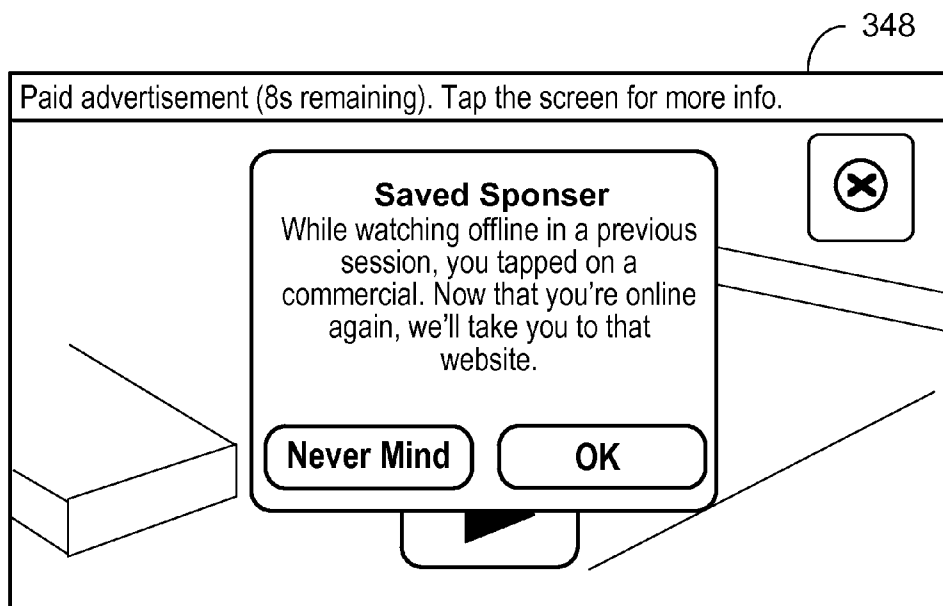 348
Paid advertisement (8s remaining). Tap the screen for more info.
Saved Sponser
While watching offline in a previous
session, you tapped on a
commercial. Now that you’re online
again, we’ll take you to that
website.
Never Mind
OK